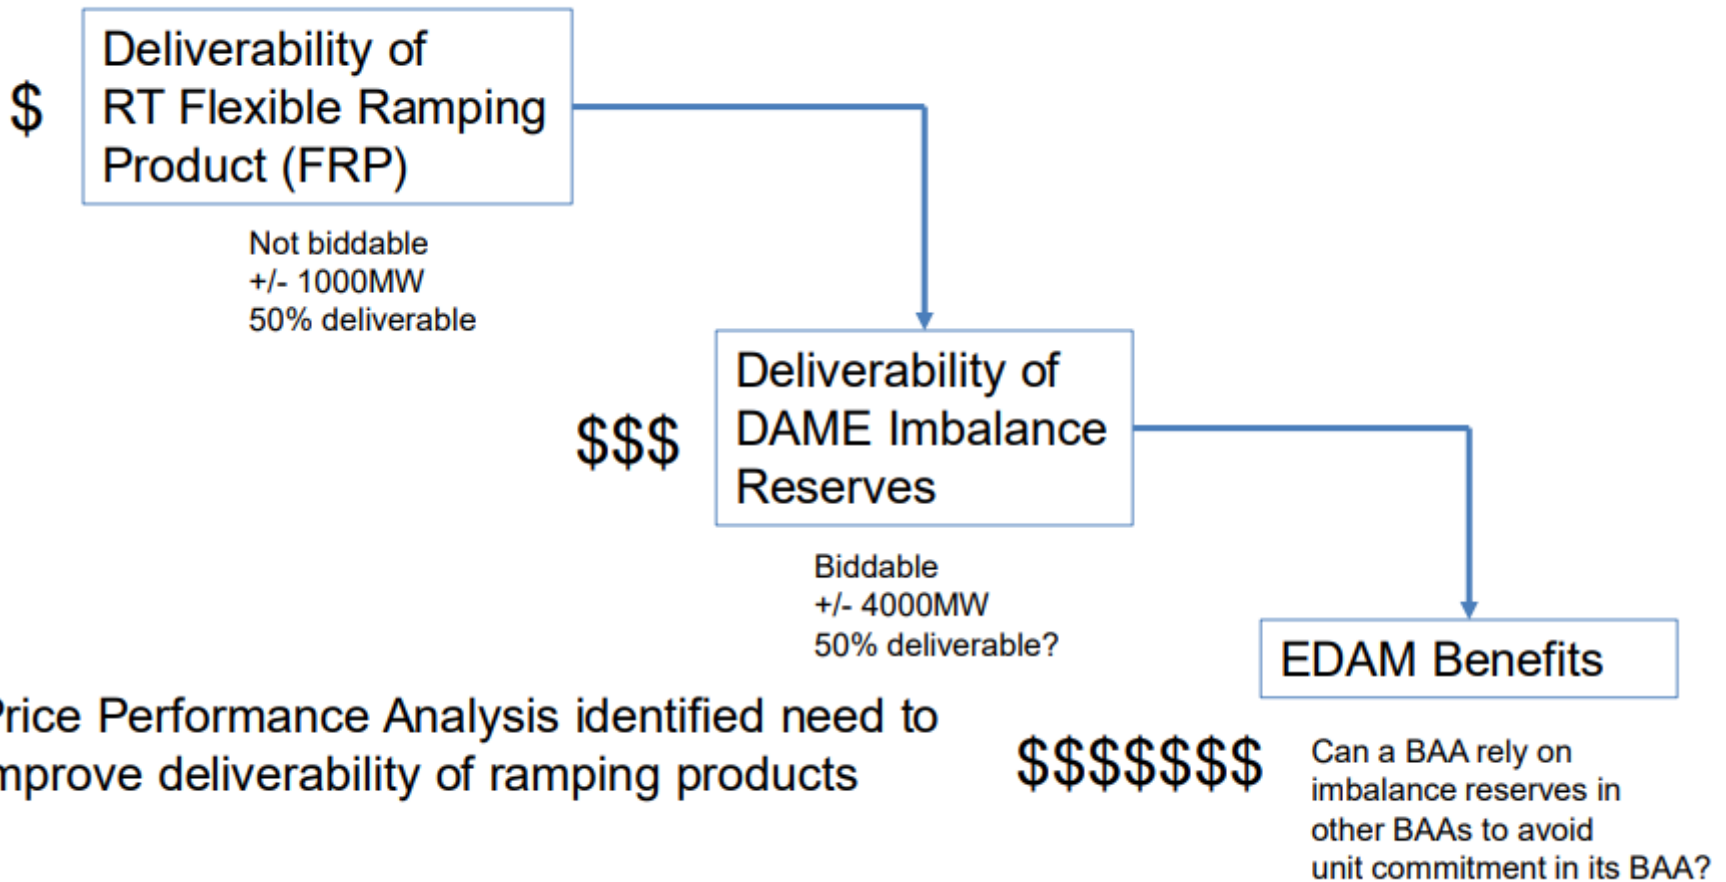 $
Deliverability of
RT Flexible Ramping
Product (FRP)
Not biddable
+/- 1000MW
50% deliverable
$$$
Deliverability of
DAME Imbalance
Reserves
Biddable
+/- 4000MW
50% deliverable?
EDAM Benefits
Price Performance Analysis identified need to
improve deliverability of ramping products
$$$$$$$
Can a BAA rely on
imbalance reserves in
other BAAs to avoid
unit commitment in its BAA?